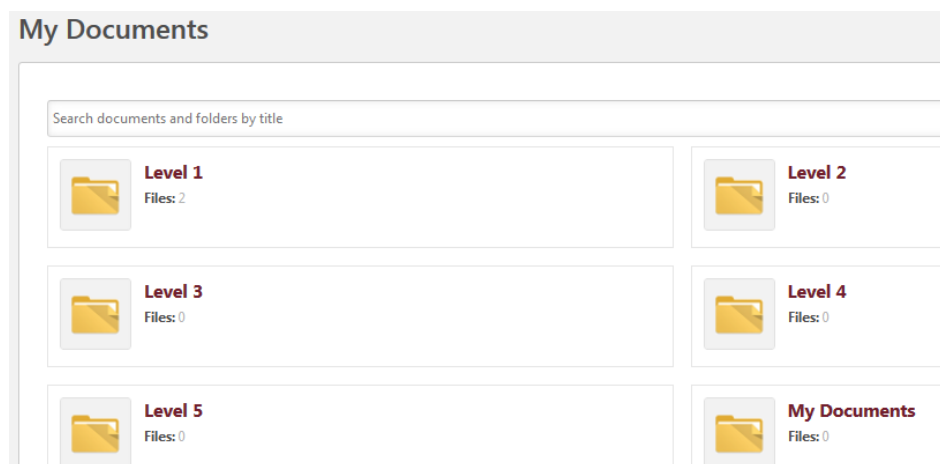 My Documents
Search documents and folders by title
Level 1
Files: 2
Level 2
Files: 0
Level 3
Files: 0
Level 4
Files: 0
Level 5
Files: 0
My Documents
Files: 0